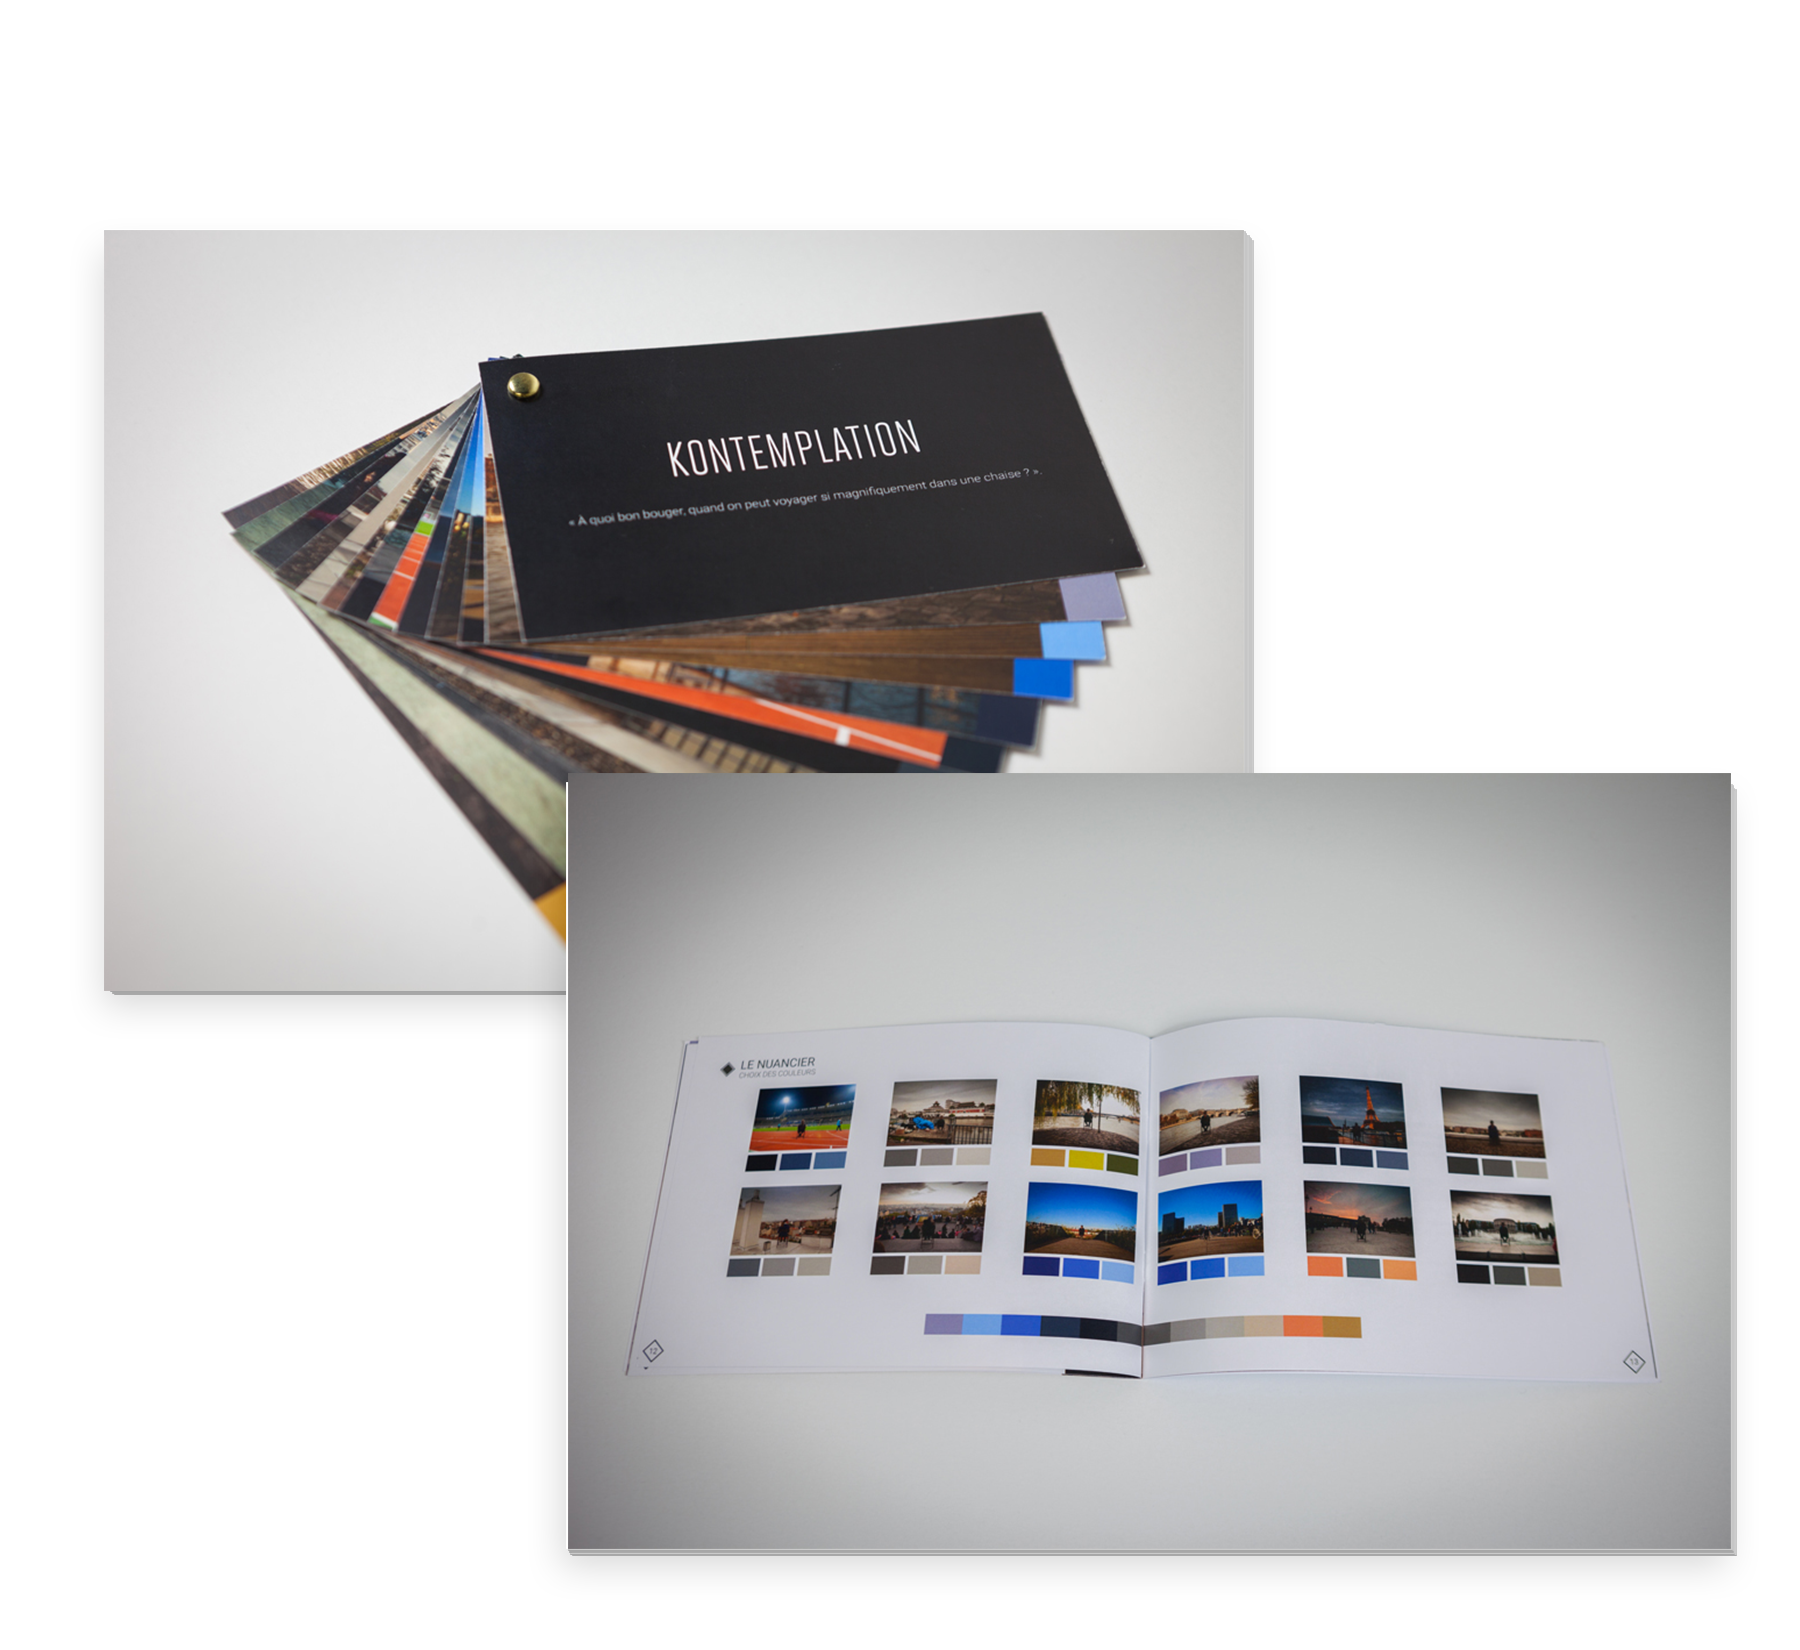 KONTEMPLATION
« À quoi bon bouger, quand on peut voyager si magnifiquement dans une chaise ? ».
LE NUANCIER
CHOIX DES COULEURS
12
13